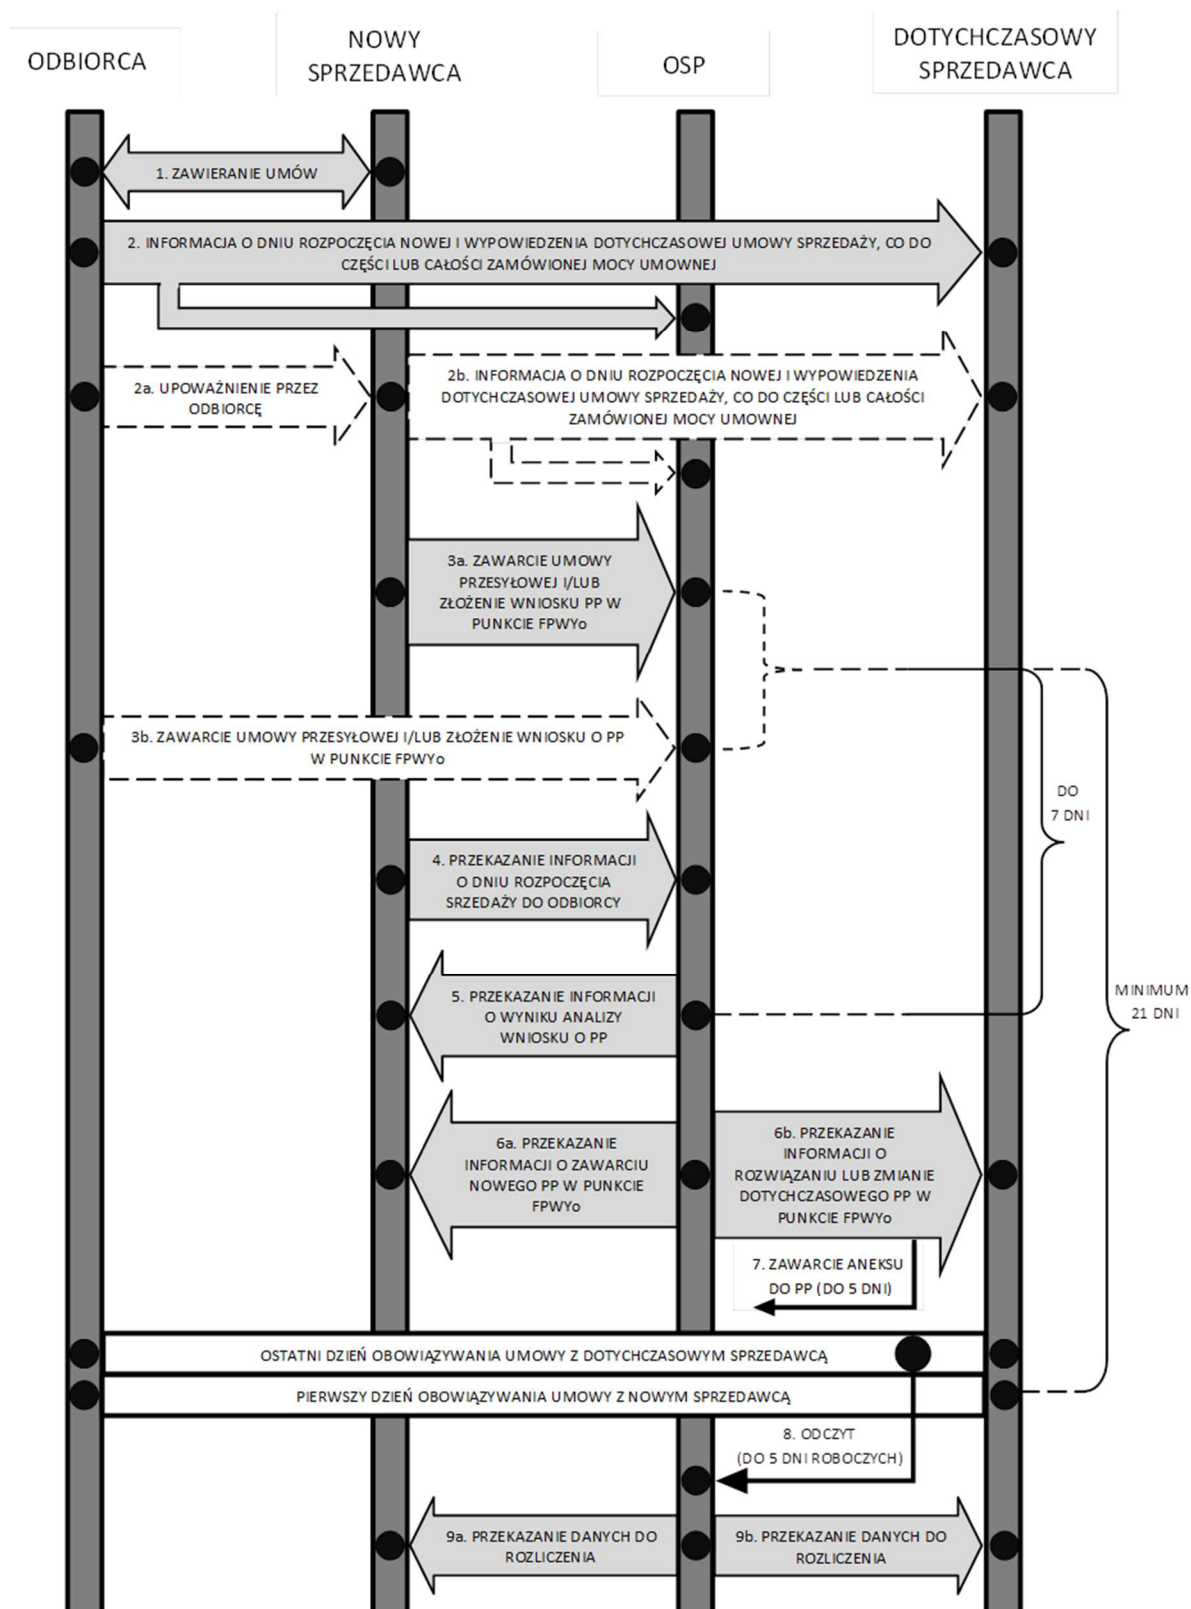 ODBIORCA
NOWY
SPRZEDAWCA
OSP
DOTYCHCZASOWY
SPRZEDAWCA
1. ZAWIERANIE UMÓW
2. INFORMACJA O DNIU ROZPOCZĘCIA NOWEJ I WYPOWIEDZENIA DOTYCHCZASOWEJ UMOWY SPRZEDAŻY, CO DO
CZĘŚCI LUB CAŁOŚCI ZAMÓWIONEJ MOCY UMOWNEJ
2a. UPOWAŻNIENIE PRZEZ
ODBIORCĘ
2b. INFORMACJA O DNIU ROZPOCZĘCIA NOWEJ I WYPOWIEDZENIA
DOTYCHCZASOWEJ UMOWY SPRZEDAŻY, CO DO CZĘŚCI LUB CAŁOŚCI
ZAMÓWIONEJ MOCY UMOWNEJ
3a. ZAWARCIE UMOWY
PRZESYŁOWEJ I/LUB
ZŁOŻENIE WNIOSKU PP W
PUNKCIE FPWYo
3b. ZAWARCIE UMOWY PRZESYŁOWEJ I/LUB ZŁOŻENIE WNIOSKU O PP
W PUNKCIE FPWYo
DO
7 DNI
4. PRZEKAZANIE INFORMACJI
O DNIU ROZPOCZĘCIA
SRZEDAŻY DO ODBIORCY
5. PRZEKAZANIE INFORMACJI
O WYNIKU ANALIZY
WNIOSKU O PP
MINIMUM
21 DNI
6a. PRZEKAZANIE
INFORMACJI O ZAWARCIU
NOWEGO PP W PUNKCIE
FPWYo
6b. PRZEKAZANIE
INFORMACJI O
ROZWIĄZANIU LUB ZMIANIE
DOTYCHCZASOWEGO PP W
PUNKCIE FPWYo
7. ZAWARCIE ANEKSU
DO PP (DO 5 DNI)
OSTATNI DZIEŃ OBOWIĄZYWANIA UMOWY Z DOTYCHCZASOWYM SPRZEDAWCĄ
PIERWSZY DZIEŃ OBOWIĄZYWANIA UMOWY Z NOWYM SPRZEDAWCĄ
8. ODCZYT
(DO 5 DNI ROBOCZYCH)
9a. PRZEKAZANIE DANYCH DO
ROZLICZENIA
9b. PRZEKAZANIE DANYCH DO
ROZLICZENIA